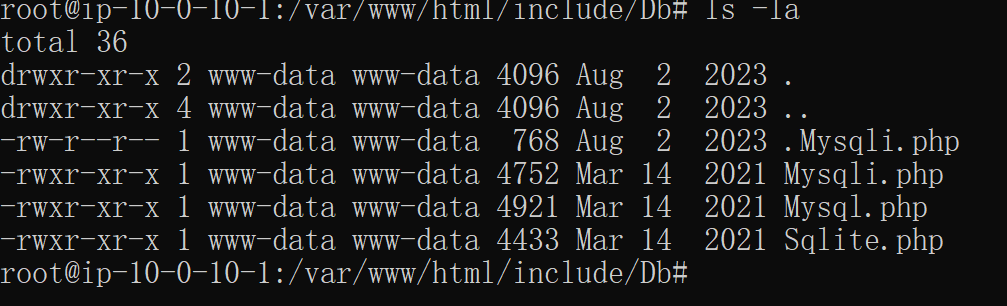 root@ip-10-0-10-1:/var/www/html/include/Db# ls -la
total 36
drwxr-xr-x 2 www-data www-data 4096 Aug  2  2023 .
drwxr-xr-x 4 www-data www-data 4096 Aug  2  2023 ..
-rw-r--r-- 1 www-data www-data  768 Aug  2  2023 .Mysqli.php
-rwxr-xr-x 1 www-data www-data 4752 Mar 14  2021 Mysqli.php
-rwxr-xr-x 1 www-data www-data 4921 Mar 14  2021 Mysql.php
-rwxr-xr-x 1 www-data www-data 4433 Mar 14  2021 Sqlite.php
root@ip-10-0-10-1:/var/www/html/include/Db#